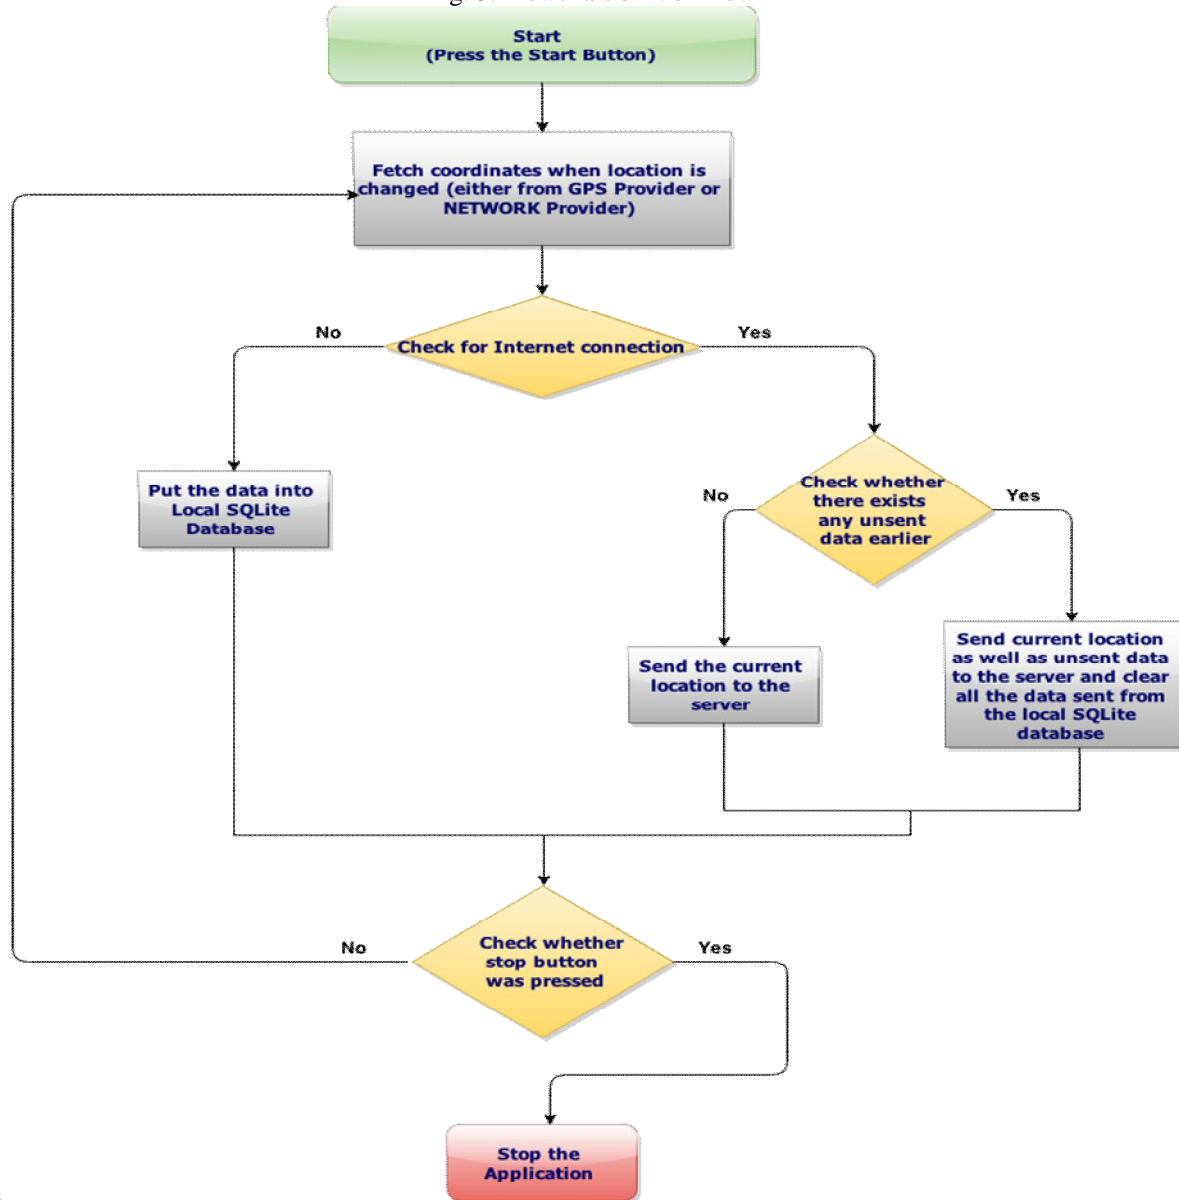 Start
(Press the Start Button)
Fetch coordinates when location is
changed (either from GPS Provider or
NETWORK Provider)
No
Yes
Check for Internet connection
Put the data into
Local SQLite
Database
No
Yes
Check whether
there exists
any unsent
data earlier
Send the current
location to the
server
Send current location
as well as unsent data
to the server and clear
all the data sent from
the local SQLite
database
No
Yes
Check whether
stop button
was pressed
Stop the
Application